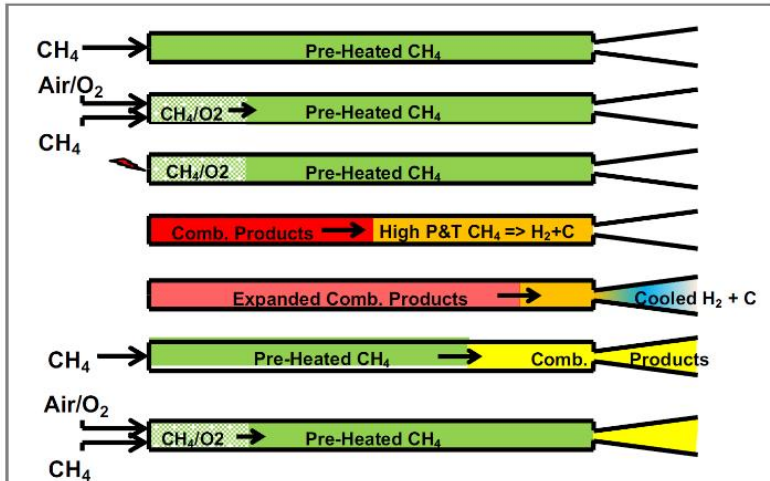 CH₄ Pre-Heated CH₄
Air/O₂
CH₄/O2 Pre-Heated CH₄
CH₄
CH₄/O2 Pre-Heated CH₄
Comb. Products High P&T CH₄ => H₂+C
Expanded Comb. Products Cooled H₂ + C
CH₄ Pre-Heated CH₄ Comb. Products
Air/O₂
CH₄/O2 Pre-Heated CH₄
CH₄